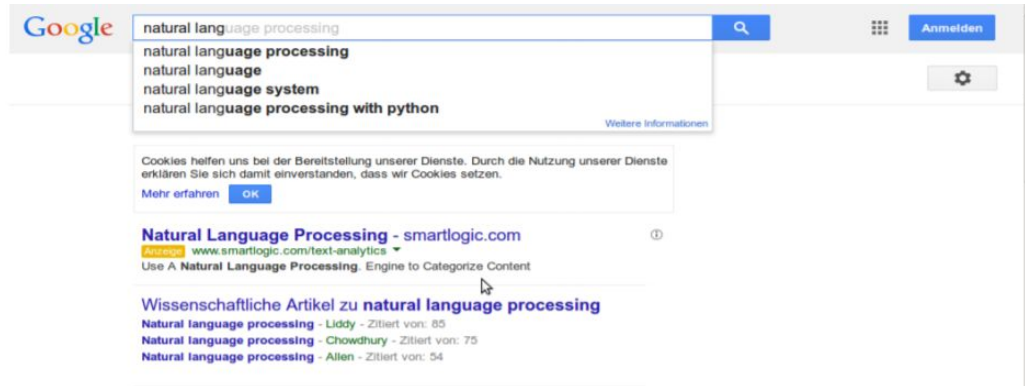 Google natural language processing Anmelden
natural language processing
natural language
natural language system
natural language processing with python
Weitere Informationen
Cookies helfen uns bei der Bereitstellung unserer Dienste. Durch die Nutzung unserer Dienste
erklären Sie sich damit einverstanden, dass wir Cookies setzen.
Mehr erfahren OK
Natural Language Processing - smartlogic.com
Anzeige www.smartlogic.com/text-analytics
Use A Natural Language Processing. Engine to Categorize Content
Wissenschaftliche Artikel zu natural language processing
Natural language processing - Liddy - Zitiert von: 85
Natural language processing - Chowdhury - Zitiert von: 75
Natural language processing - Allen - Zitiert von: 54